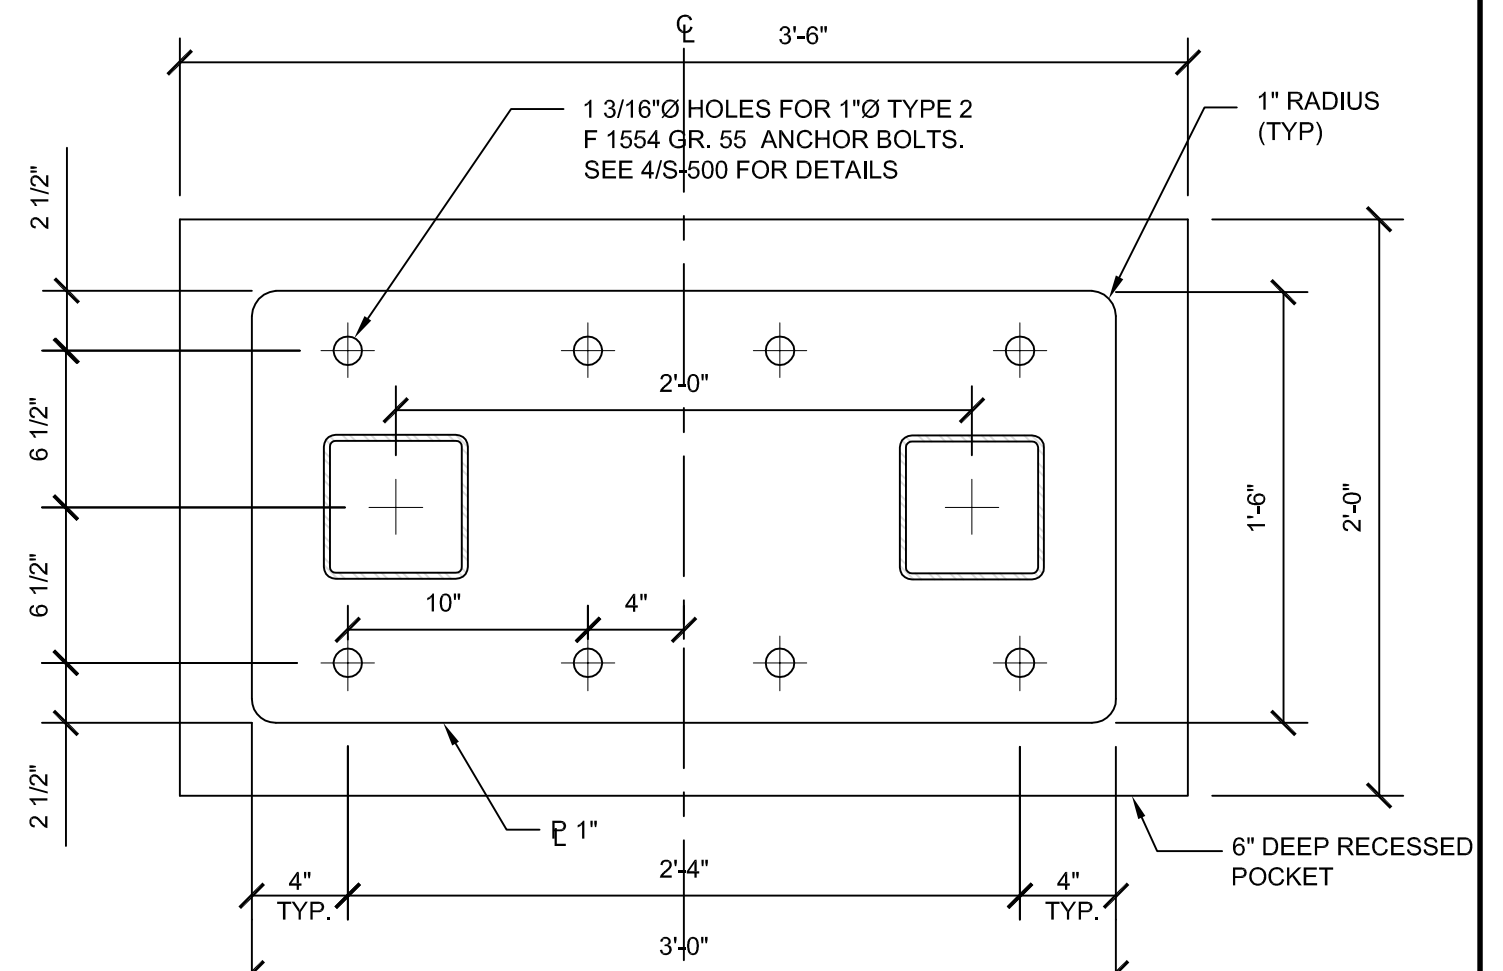 ℄
3'-6"
1 3/16"Ø HOLES FOR 1"Ø TYPE 2
F 1554 GR. 55 ANCHOR BOLTS.
SEE 4/S-500 FOR DETAILS
1" RADIUS
(TYP)
2 1/2"
2'-0"
6 1/2"
1'-6"
2'-0"
6 1/2"
10"
4"
2 1/2"
PL 1"
6" DEEP RECESSED
POCKET
4"
TYP.
2'-4"
4"
TYP.
3'-0"